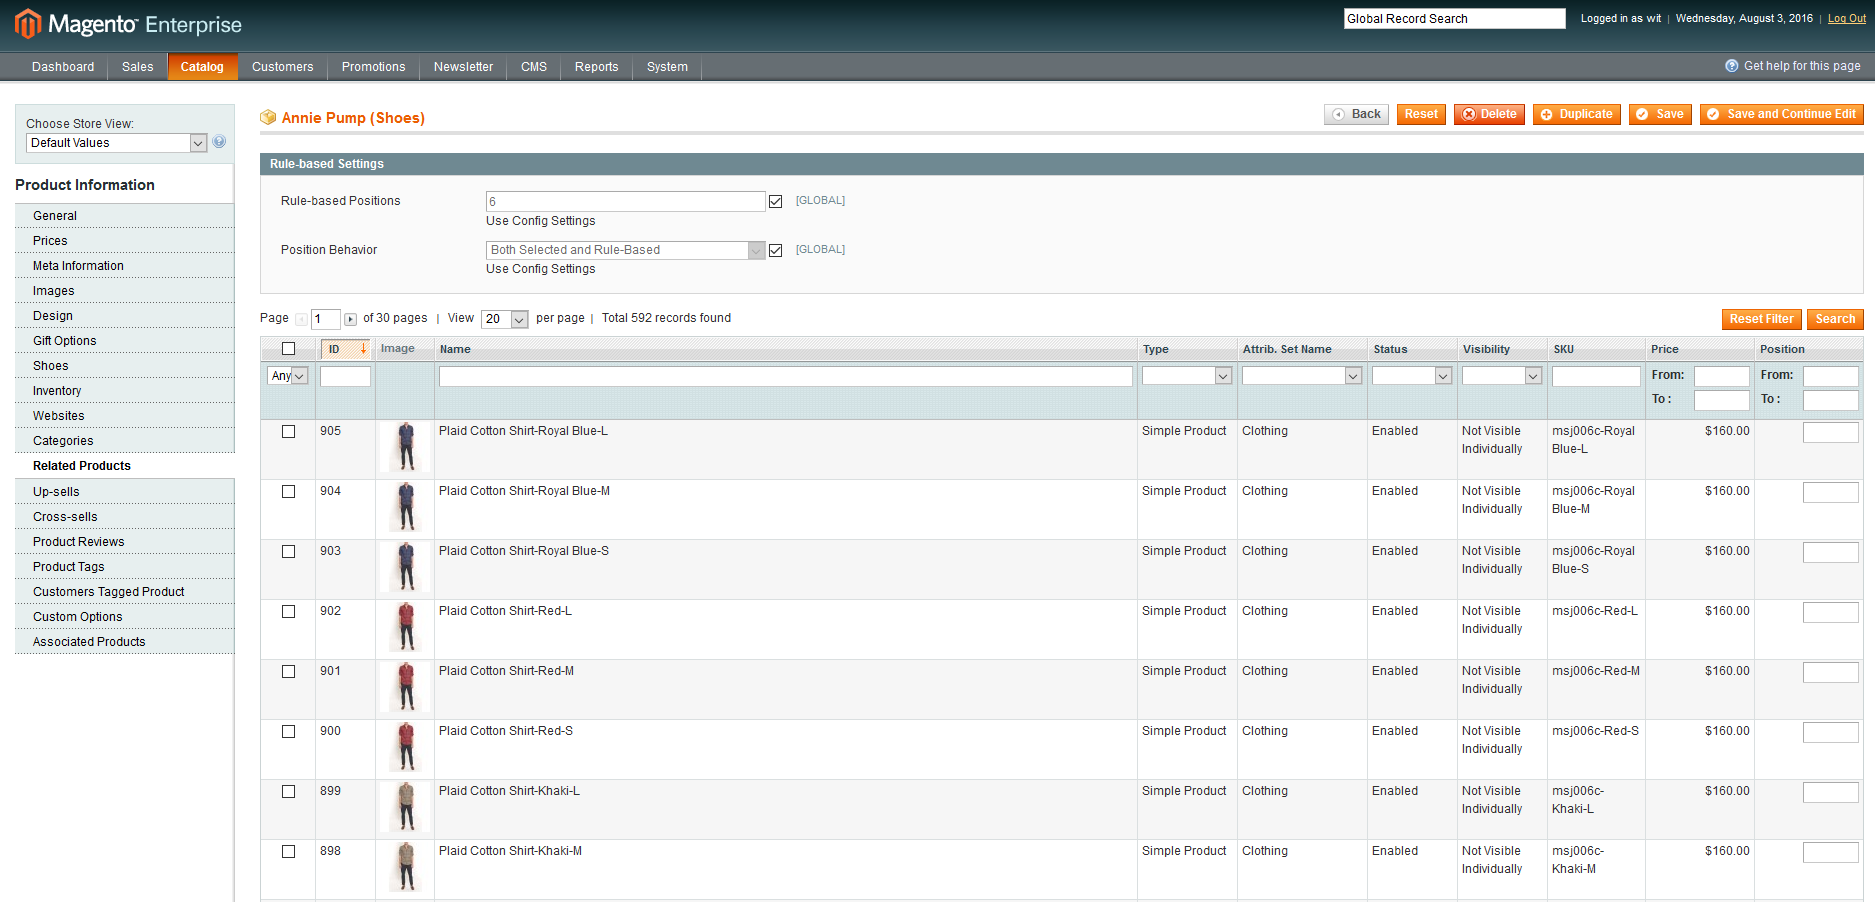 Magento Enterprise
Global Record Search
Logged in as wit | Wednesday, August 3, 2016 | Log Out
Dashboard Sales Catalog Customers Promotions Newsletter CMS Reports System
Get help for this page
Choose Store View:
Default Values
Product Information
General
Prices
Meta Information
Images
Design
Gift Options
Shoes
Inventory
Websites
Categories
Related Products
Up-sells
Cross-sells
Product Reviews
Product Tags
Customers Tagged Product
Custom Options
Associated Products
Annie Pump (Shoes)
Back Reset Delete Duplicate Save Save and Continue Edit
Rule-based Settings
Rule-based Positions 6 [GLOBAL]
Use Config Settings
Position Behavior Both Selected and Rule-Based [GLOBAL]
Use Config Settings
Page 1 of 30 pages | View 20 per page | Total 592 records found
Reset Filter Search
ID Image Name Type Attrib. Set Name Status Visibility SKU Price Position
Any From: From:
To : To :
905 Plaid Cotton Shirt-Royal Blue-L Simple Product Clothing Enabled Not Visible msj006c-Royal $160.00
Individually Blue-L
904 Plaid Cotton Shirt-Royal Blue-M Simple Product Clothing Enabled Not Visible msj006c-Royal $160.00
Individually Blue-M
903 Plaid Cotton Shirt-Royal Blue-S Simple Product Clothing Enabled Not Visible msj006c-Royal $160.00
Individually Blue-S
902 Plaid Cotton Shirt-Red-L Simple Product Clothing Enabled Not Visible msj006c-Red-L $160.00
Individually
901 Plaid Cotton Shirt-Red-M Simple Product Clothing Enabled Not Visible msj006c-Red-M $160.00
Individually
900 Plaid Cotton Shirt-Red-S Simple Product Clothing Enabled Not Visible msj006c-Red-S $160.00
Individually
899 Plaid Cotton Shirt-Khaki-L Simple Product Clothing Enabled Not Visible msj006c- $160.00
Individually Khaki-L
898 Plaid Cotton Shirt-Khaki-M Simple Product Clothing Enabled Not Visible msj006c- $160.00
Individually Khaki-M